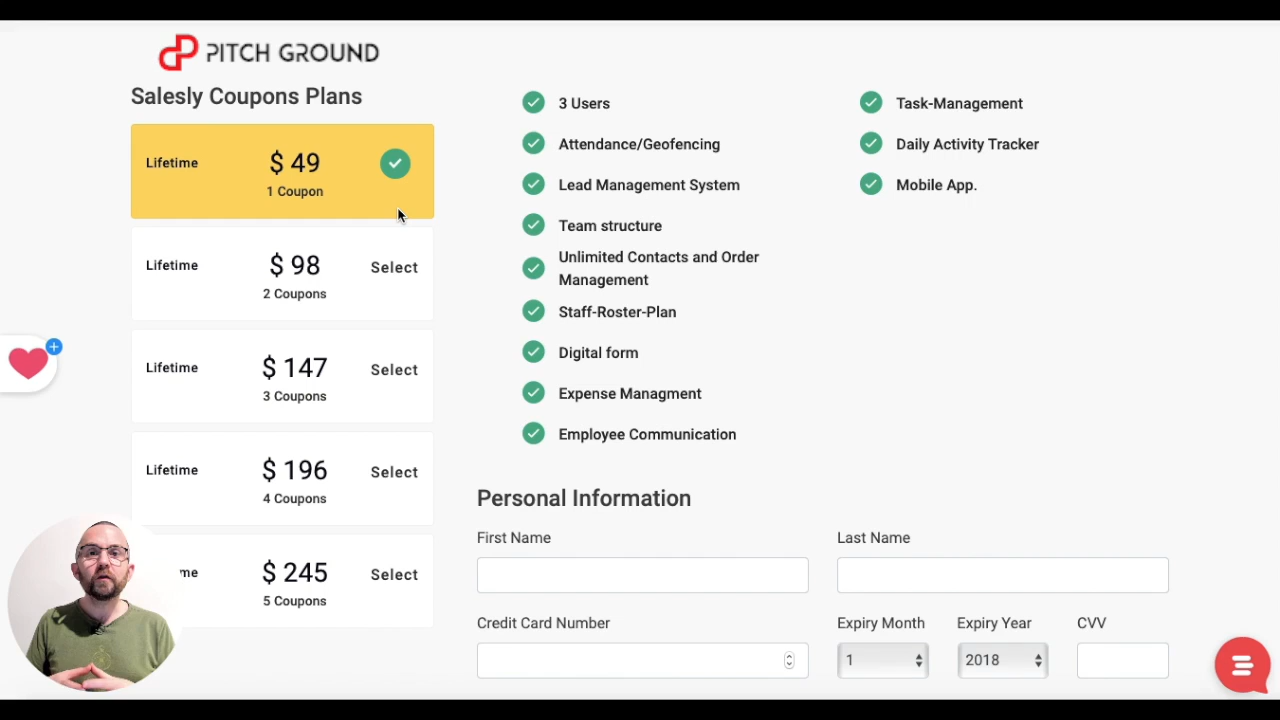 PITCH GROUND
Salesly Coupons Plans
Lifetime
$ 49
1 Coupon
Lifetime
$ 98
2 Coupons
Select
Lifetime
$ 147
3 Coupons
Select
Lifetime
$ 196
4 Coupons
Select
me
$ 245
5 Coupons
Select
3 Users
Attendance/Geofencing
Lead Management System
Team structure
Unlimited Contacts and Order
Management
Staff-Roster-Plan
Digital form
Expense Managment
Employee Communication
Task-Management
Daily Activity Tracker
Mobile App.
Personal Information
First Name
Last Name
Credit Card Number
Expiry Month
Expiry Year
CVV
1
2018